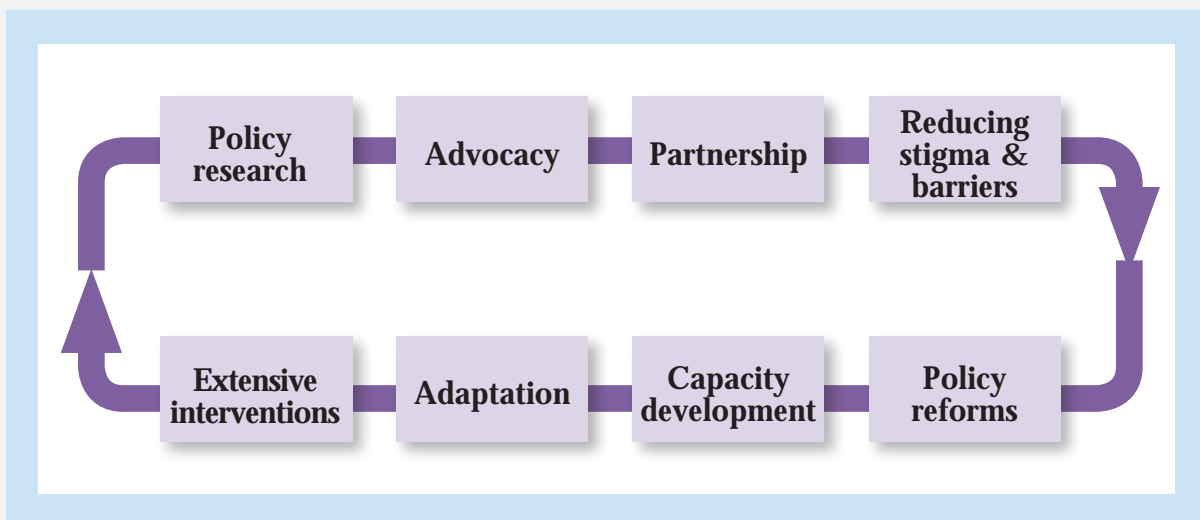 Policy
research
Advocacy
Partnership
Reducing
stigma &
barriers
Extensive
interventions
Adaptation
Capacity
development
Policy
reforms